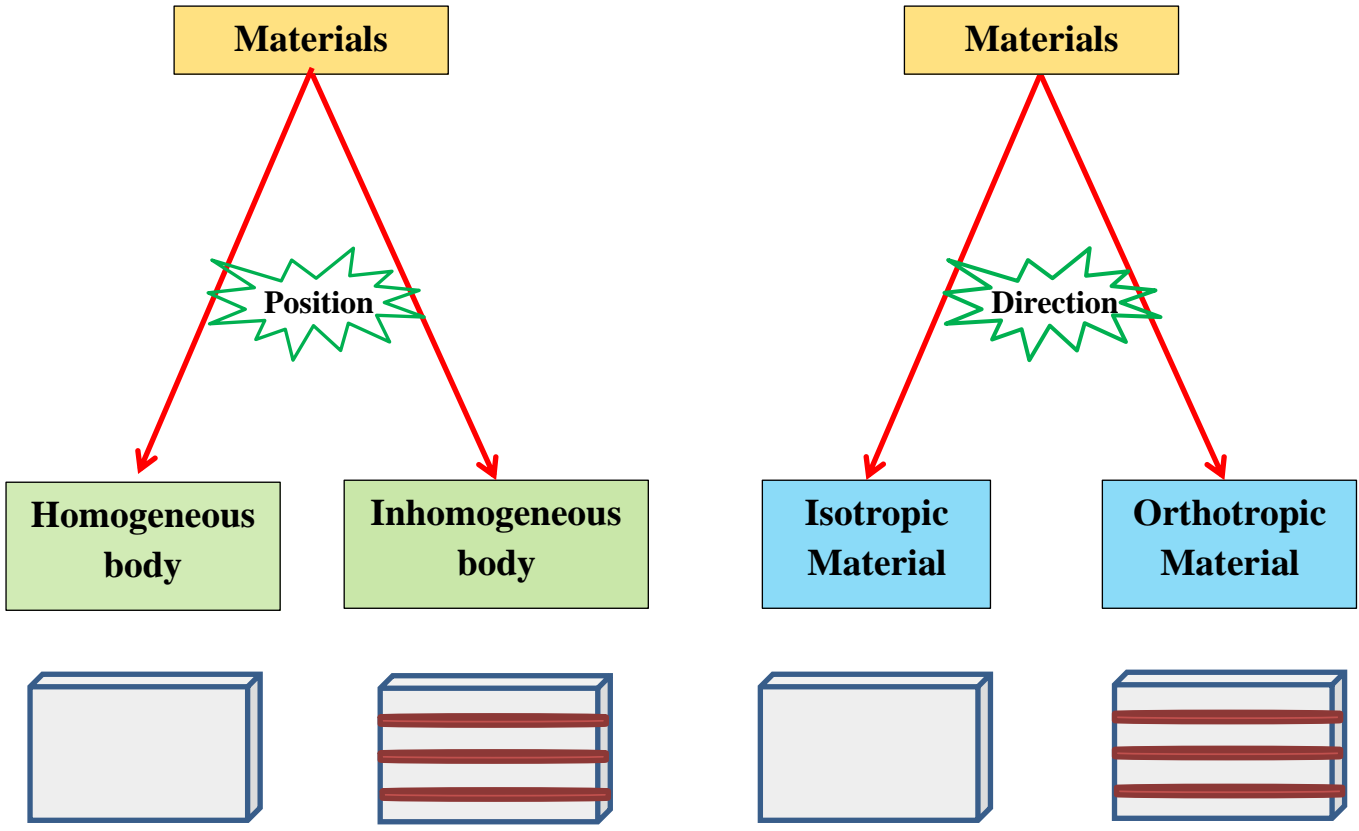 Materials
Materials
Position
Direction
Homogeneous
body
Inhomogeneous
body
Isotropic
Material
Orthotropic
Material